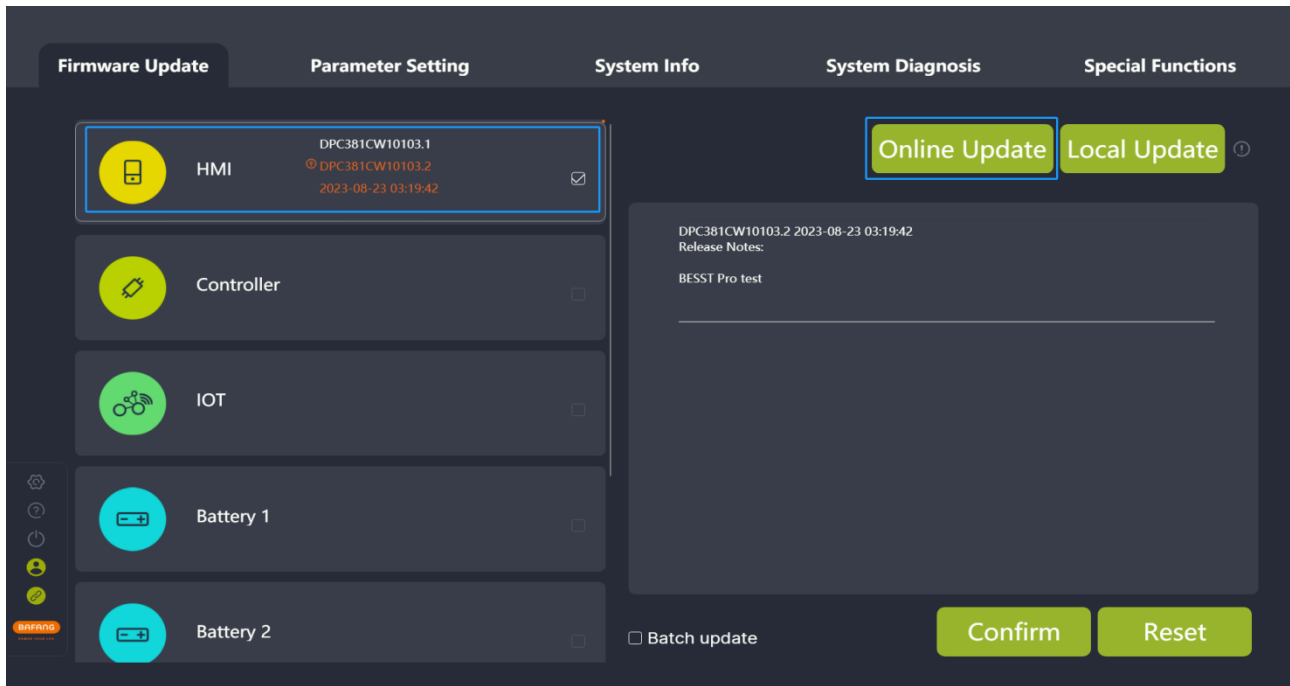 Firmware Update
Parameter Setting
System Info
System Diagnosis
Special Functions
HMI
DPC381CW10103.1
DPC381CW10103.2
2023-08-23 03:19:42
Online Update
Local Update
DPC381CW10103.2 2023-08-23 03:19:42
Release Notes:
BESST Pro test
Controller
IOT
Battery 1
Battery 2
BAFANG
Batch update
Confirm
Reset